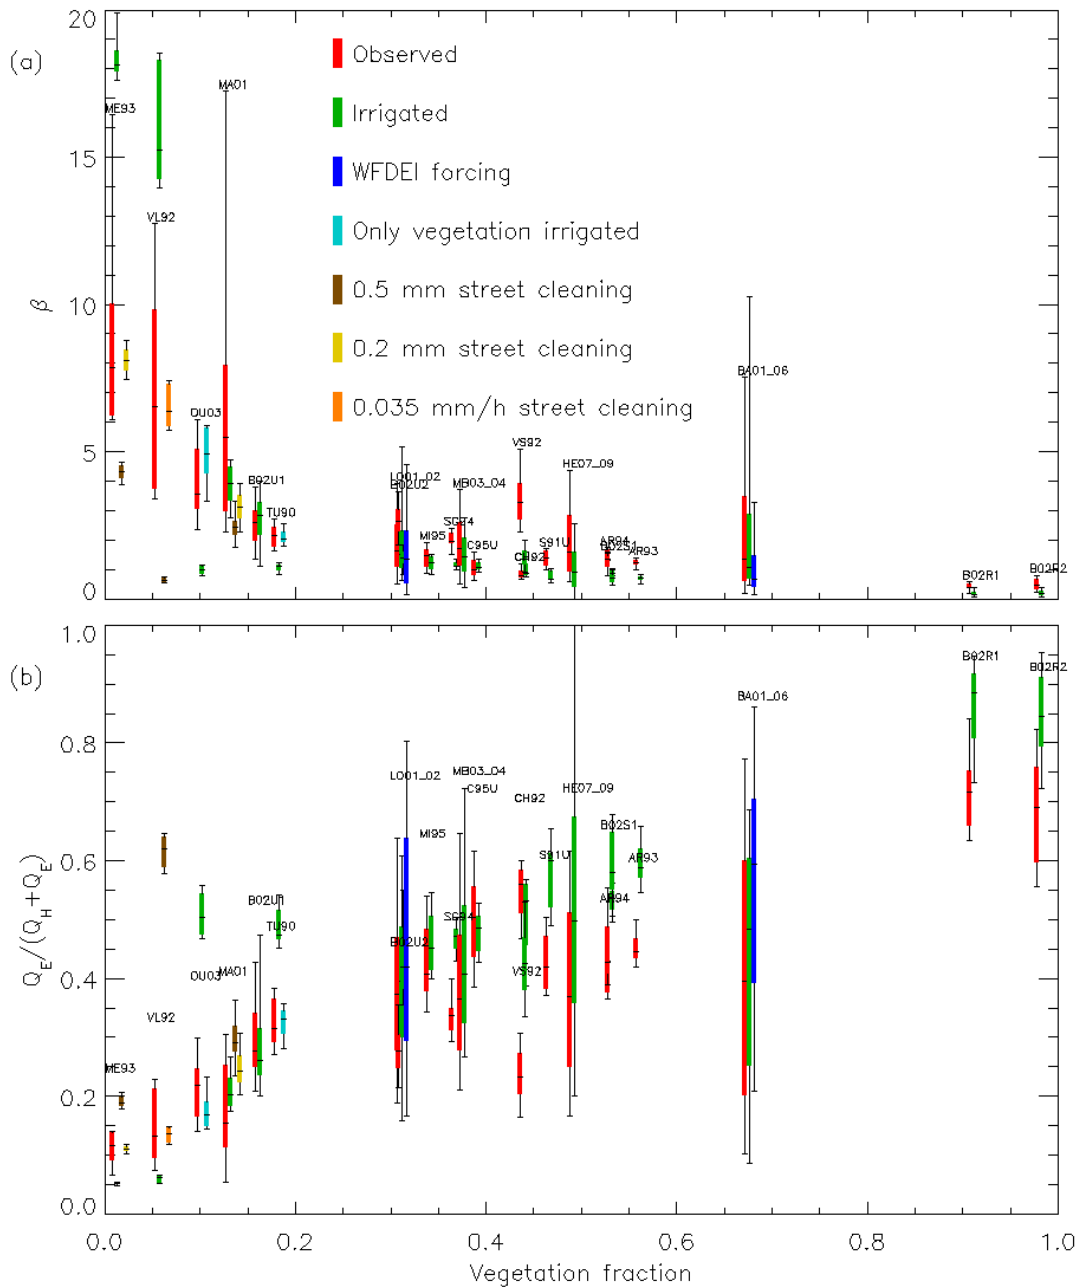 (a)
20
15
10
5
0
β
Observed
Irrigated
WFDEI forcing
Only vegetation irrigated
0.5 mm street cleaning
0.2 mm street cleaning
0.035 mm/h street cleaning
ME93
VL92
OU03
MA01
B02U1
TU90
LO01_02
B02U2
MI95
SG94
MB03_04
C95U
VS92
CH92
S91U
HE07_09
AR94
B02S1
AR93
BA01_06
B02R1
B02R2
(b)
1.0
0.8
0.6
0.4
0.2
0.0
Q_E/(Q_H+Q_E)
ME93
VL92
OU03
MA01
B02U1
TU90
LO01_02
B02U2
MI95
SG94
MB03_04
C95U
CH92
VS92
S91U
HE07_09
B02S1
AR93
AR94
BA01_06
B02R1
B02R2
0.0 0.2 0.4 0.6 0.8 1.0
Vegetation fraction